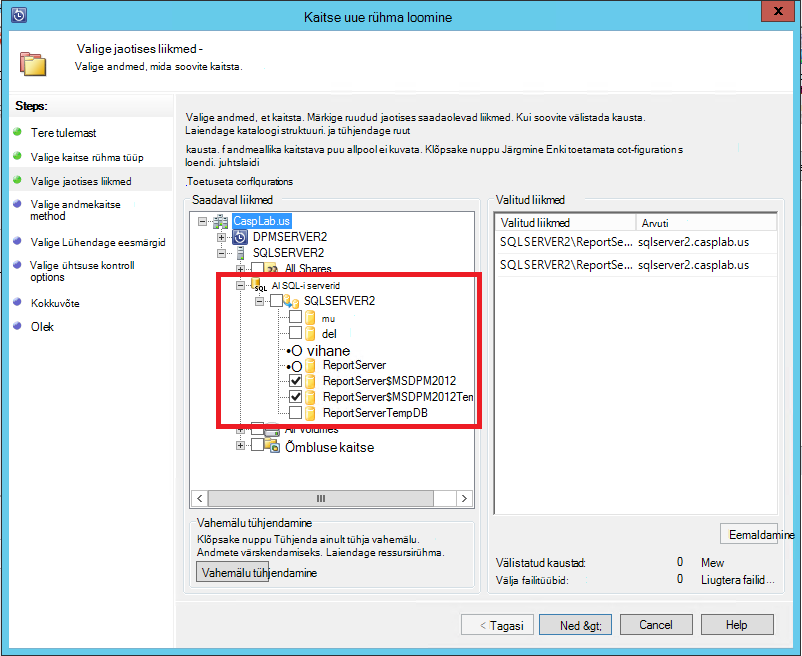 Kaitse uue rühma loomine
X
Valige jaotises liikmed -
Valige andmed, mida soovite kaitsta.
Steps:
Tere tulemast
Valige kaitse rühma tüüp
Valige jaotises liikmed
Valige andmekaitse
method
Valige Lühendage eesmärgid
Valige ühtsuse kontroll
options
Kokkuvõte
Olek
Valige andmed, et kaitsta. Märkige ruudud jaotises saadaolevad liikmed. Kui soovite välistada kausta.
Laiendage kataloogi struktuuri. ja tühjendage ruut
kausta. f andmeallika kaitstava puu allpool ei kuvata. Klõpsake nuppu Järgmine Enki toetamata cot-figuration s
loendi. juhtslaidi
Toetuseta corflqurations
Saadaval liikmed
CaspLab.us
DPMSERVER2
SQLSERVER2
All Shares
SQL Al SQL-i serverid
SQLSERVER2
mu
del
•O vihane
•O ReportServer
ReportServer$MSDPM2012
ReportServer$MSDPM2012Tem
ReportServerTempDB
All Volumes
Õmbluse kaitse
Vahemälu tühjendamine
Klõpsake nuppu Tühjenda ainult tühja vahemälu.
Andmete värskendamiseks. Laiendage ressursirühma.
Vahemälu tühjendamine
Valitud liikmed
Valitud liikmed Arvuti
SQLSERVER2\ReportSe... sqlserver2.casplab.us
SQLSERVER2\ReportSe... sqlserver2.casplab.us
Eemaldamine
Välistatud kaustad: 0 Mew
Välja failitüübid: 0 Liugtera failid...
< Tagasi
Ned &gt;
Cancel
Help